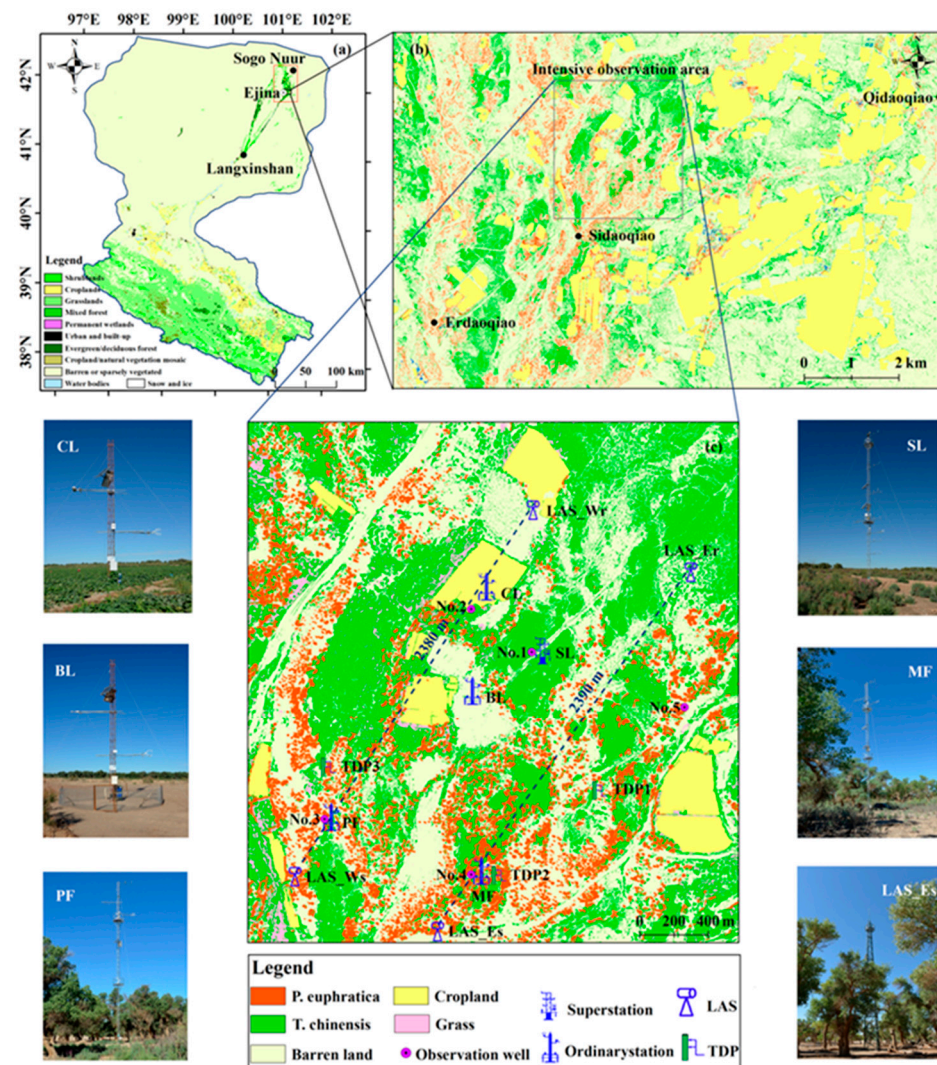 97°E 98°E 99°E 100°E 101°E 102°E
(a)
Sogo Nuur
Ejina
Langxinshan
42°N
41°N
40°N
39°N
38°N
N
W E
S
Legend
Shrublands
Croplands
Grasslands
Mixed forest
Permanent wetlands
Urban and built-up
Evergreen/deciduous forest
Cropland/natural vegetation mosaic
Barren or sparsely vegetated
Water bodies Snow and ice
0 50 100 km
(b)
N
W E
S
Intensive observation area
Qidaoqiao
Sidaoqiao
Erdaoqiao
0 1 2 km
CL
BL
PF
(c)
LAS_Wr
LAS_Er
CL
No.2
2380 m
No.1
SL
BL
2390 m
No.5
TDP3
TDP1
No.3
PF
LAS_Ws
No.4
TDP2
MF
LAS_Es
0 200 400 m
SL
MF
LAS_Es
Legend
P. euphratica Cropland Superstation LAS
T. chinensis Grass
Barren land Observation well Ordinarystation TDP